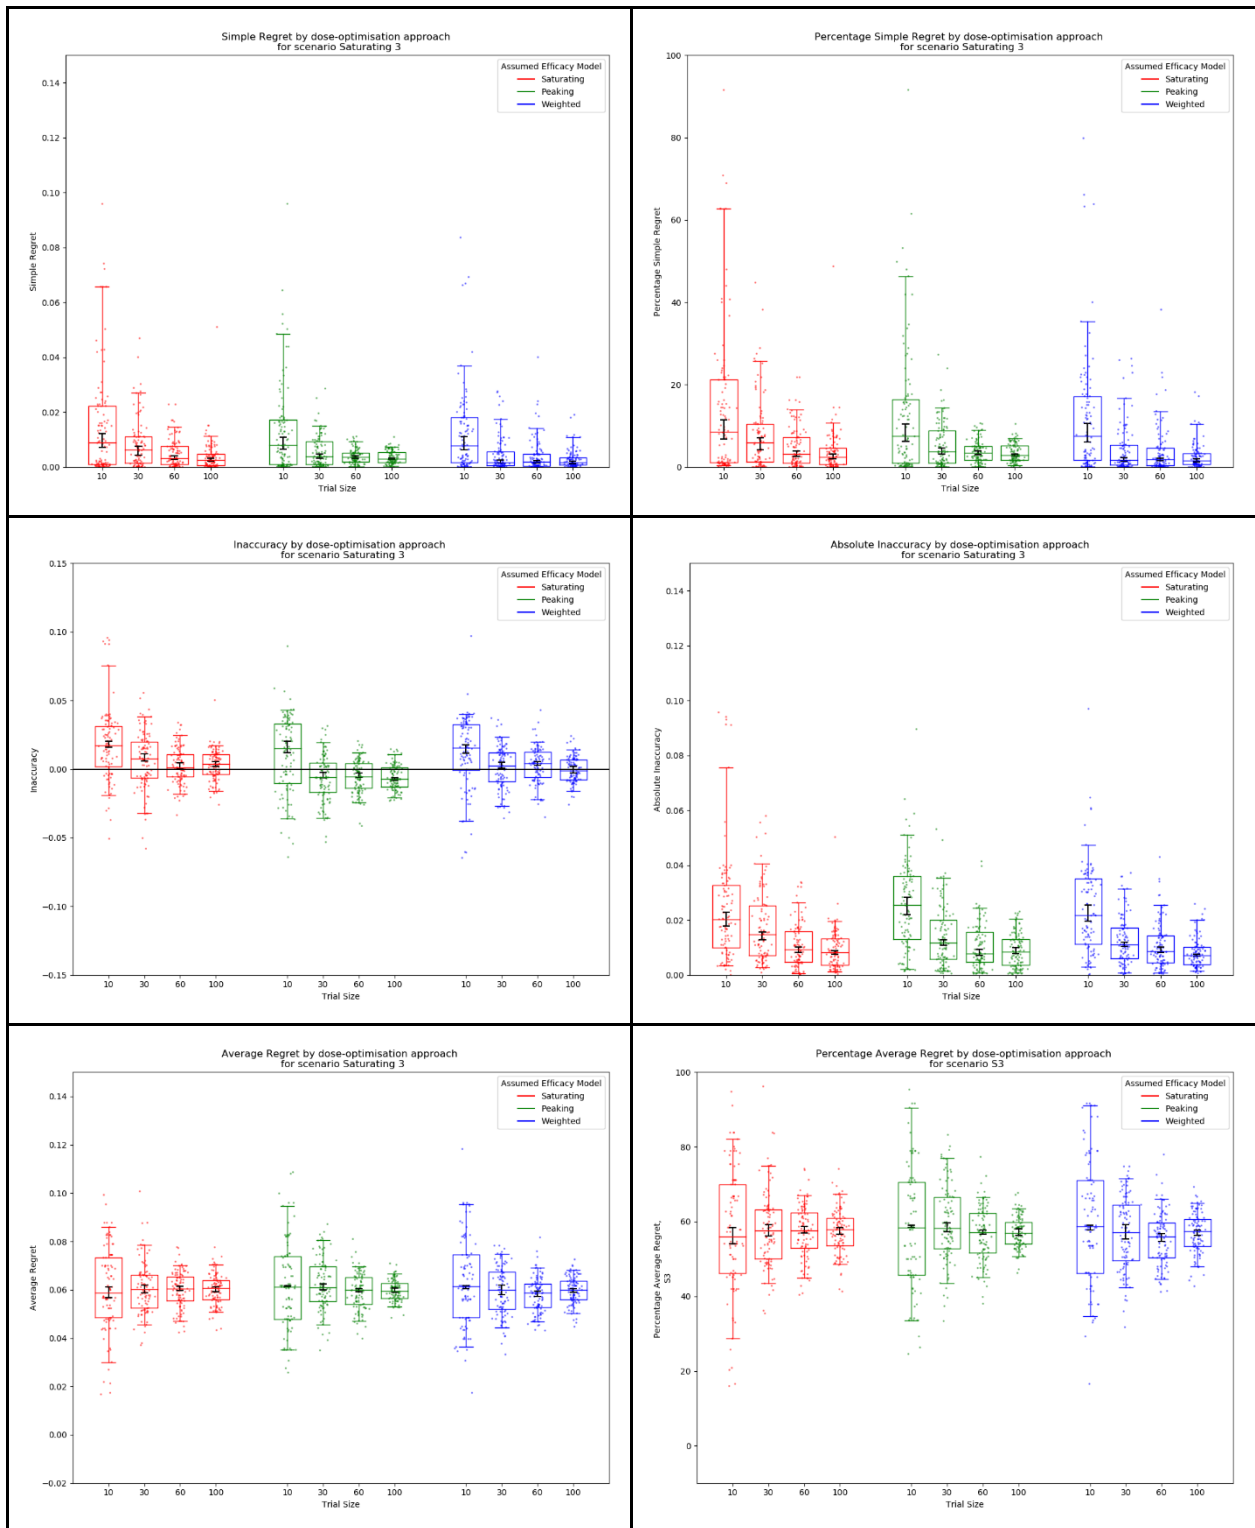 Simple Regret by dose-optimisation approach
for scenario Saturating 3
Assumed Efficacy Model
Saturating
Peaking
Weighted
Simple Regret
0.14
0.12
0.10
0.08
0.06
0.04
0.02
0.00
10 30 60 100 10 30 60 100 10 30 60 100
Trial Size
Percentage Simple Regret by dose-optimisation approach
for scenario Saturating 3
Assumed Efficacy Model
Saturating
Peaking
Weighted
Percentage Simple Regret
100
80
60
40
20
0
10 30 60 100 10 30 60 100 10 30 60 100
Trial Size
Inaccuracy by dose-optimisation approach
for scenario Saturating 3
Assumed Efficacy Model
Saturating
Peaking
Weighted
Inaccuracy
0.15
0.10
0.05
0.00
−0.05
−0.10
−0.15
10 30 60 100 10 30 60 100 10 30 60 100
Trial Size
Absolute Inaccuracy by dose-optimisation approach
for scenario Saturating 3
Assumed Efficacy Model
Saturating
Peaking
Weighted
Absolute Inaccuracy
0.14
0.12
0.10
0.08
0.06
0.04
0.02
0.00
10 30 60 100 10 30 60 100 10 30 60 100
Trial Size
Average Regret by dose-optimisation approach
for scenario Saturating 3
Assumed Efficacy Model
Saturating
Peaking
Weighted
Average Regret
0.14
0.12
0.10
0.08
0.06
0.04
0.02
0.00
−0.02
10 30 60 100 10 30 60 100 10 30 60 100
Trial Size
Percentage Average Regret by dose-optimisation approach
for scenario S3
Assumed Efficacy Model
Saturating
Peaking
Weighted
Percentage Average Regret,
S3
100
80
60
40
20
0
10 30 60 100 10 30 60 100 10 30 60 100
Trial Size